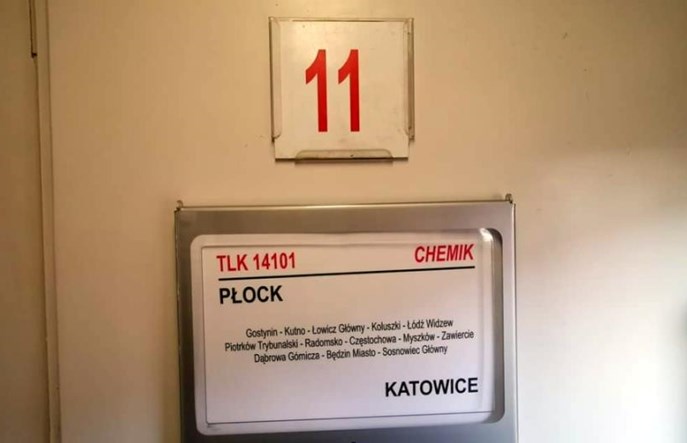 11
TLK 14101 CHEMIK
PŁOCK
Gostynin - Kutno - Łowicz Główny - Koluszki - Łódź Widzew
Piotrków Trybunalski - Radomsko - Częstochowa - Myszków - Zawiercie
Dąbrowa Górnicza - Będzin Miasto - Sosnowiec Główny
KATOWICE